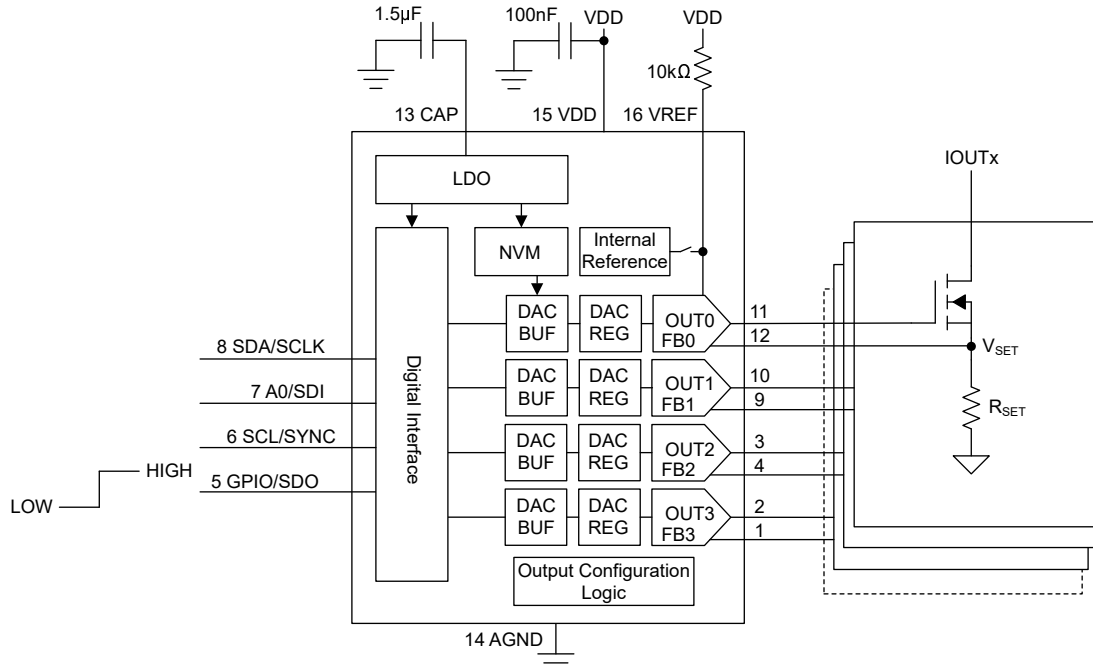 1.5µF
100nF
VDD
VDD
10kΩ
13 CAP
15 VDD
16 VREF
IOUTx
LDO
NVM
Internal
Reference
DAC
BUF
DAC
REG
OUT0
FB0
11
12
VSET
8 SDA/SCLK
Digital Interface
DAC
BUF
DAC
REG
OUT1
FB1
10
9
RSET
7 A0/SDI
6 SCL/SYNC
DAC
BUF
DAC
REG
OUT2
FB2
3
4
HIGH
LOW
5 GPIO/SDO
DAC
BUF
DAC
REG
OUT3
FB3
2
1
Output Configuration
Logic
14 AGND